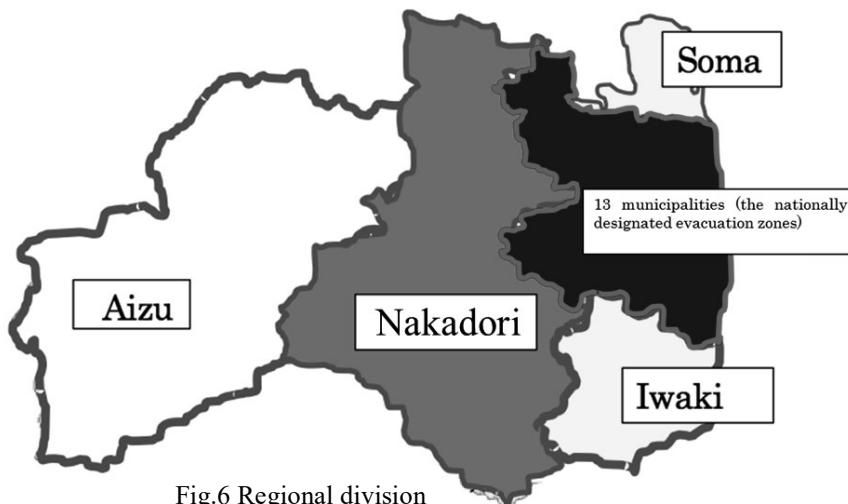 Soma
13 municipalities (the nationally
designated evacuation zones)
Aizu
Nakadori
Iwaki
Fig.6 Regional division